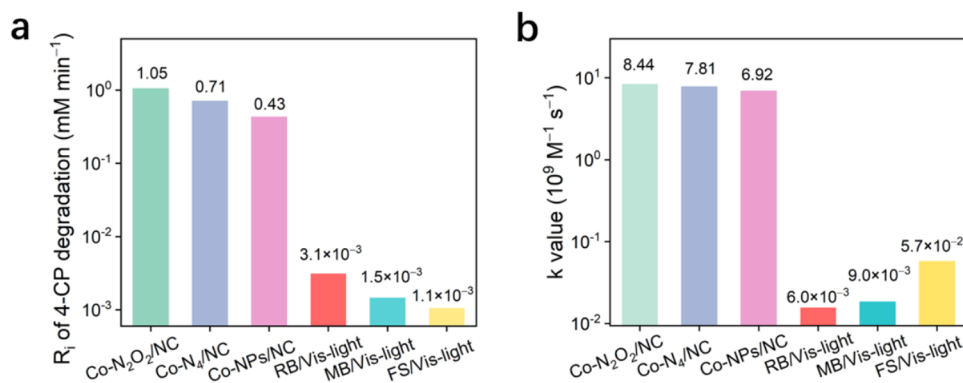 a
R_i of 4-CP degradation (mM min⁻¹)
10⁰
10⁻¹
10⁻²
10⁻³
1.05
0.71
0.43
3.1×10⁻³
1.5×10⁻³
1.1×10⁻³
Co-N₂O₂/NC
Co-N₄/NC
Co-NPs/NC
RB/Vis-light
MB/Vis-light
FS/Vis-light
b
k value (10⁹ M⁻¹ s⁻¹)
10¹
10⁰
10⁻¹
10⁻²
8.44
7.81
6.92
6.0×10⁻³
9.0×10⁻³
5.7×10⁻²
Co-N₂O₂/NC
Co-N₄/NC
Co-NPs/NC
RB/Vis-light
MB/Vis-light
FS/Vis-light